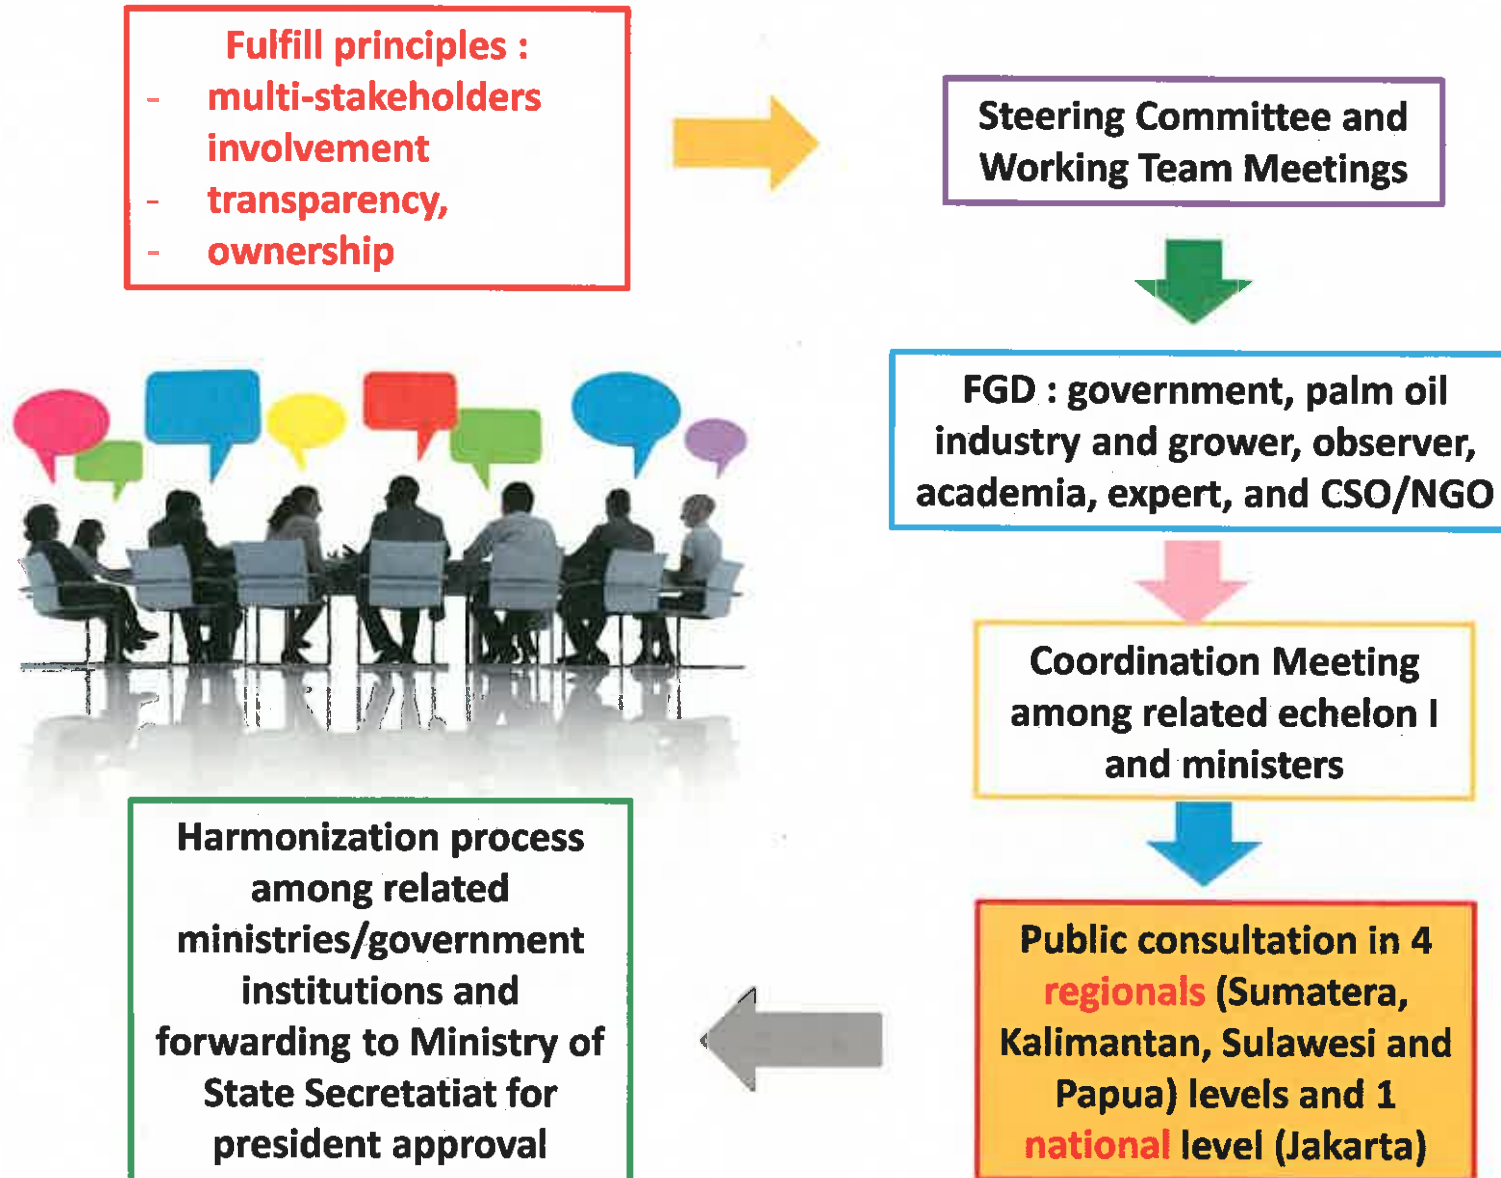 Fulfill principles :
- multi-stakeholders
involvement
- transparency,
- ownership
Steering Committee and
Working Team Meetings
FGD : government, palm oil
industry and grower, observer,
academia, expert, and CSO/NGO
Coordination Meeting
among related echelon I
and ministers
Public consultation in 4
regionals (Sumatera,
Kalimantan, Sulawesi and
Papua) levels and 1
national level (Jakarta)
Harmonization process
among related
ministries/government
institutions and
forwarding to Ministry of
State Secretatiat for
president approval